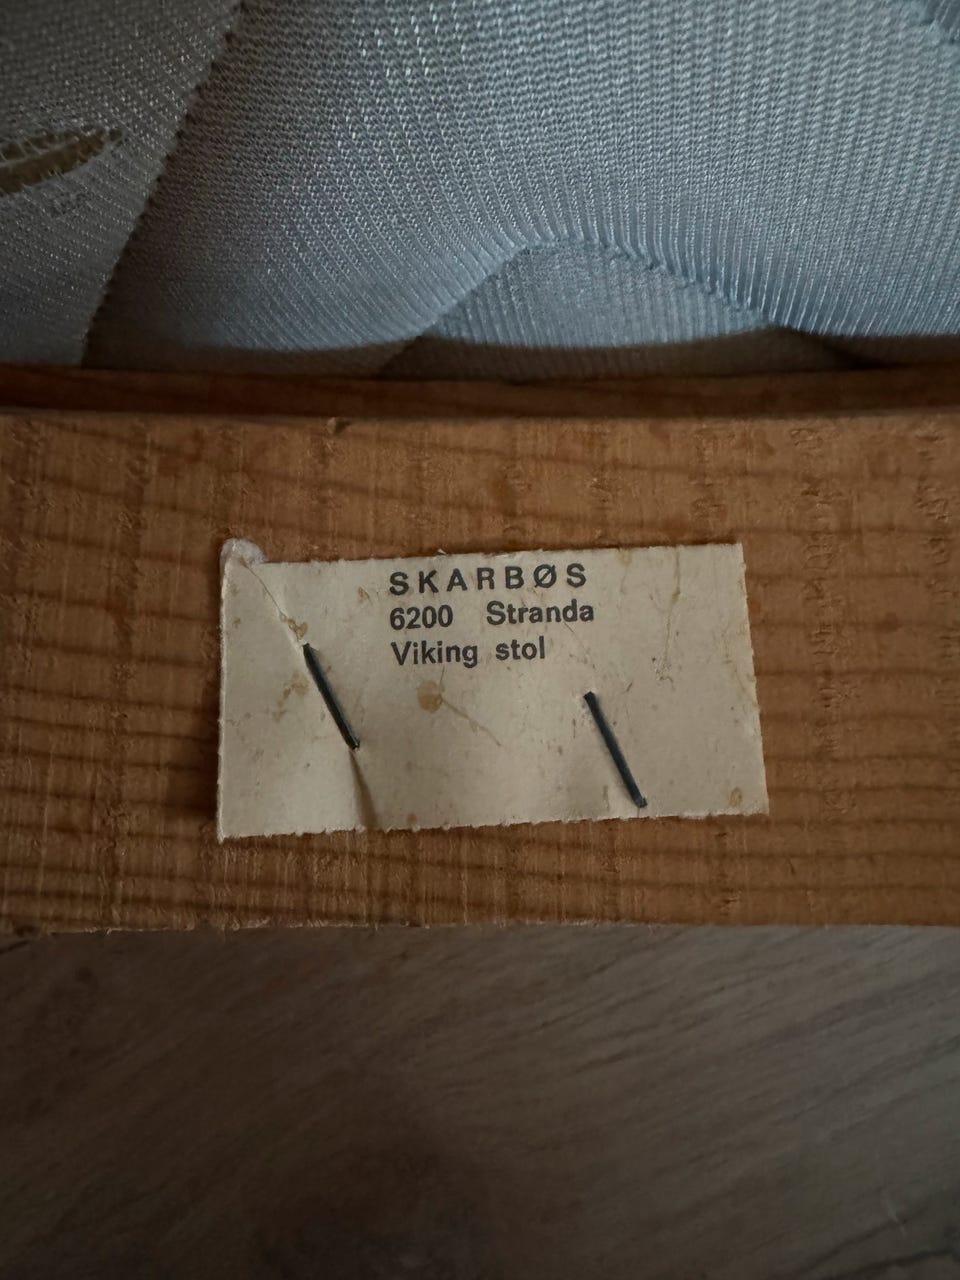 SKARBØS
6200 Stranda
Viking stol